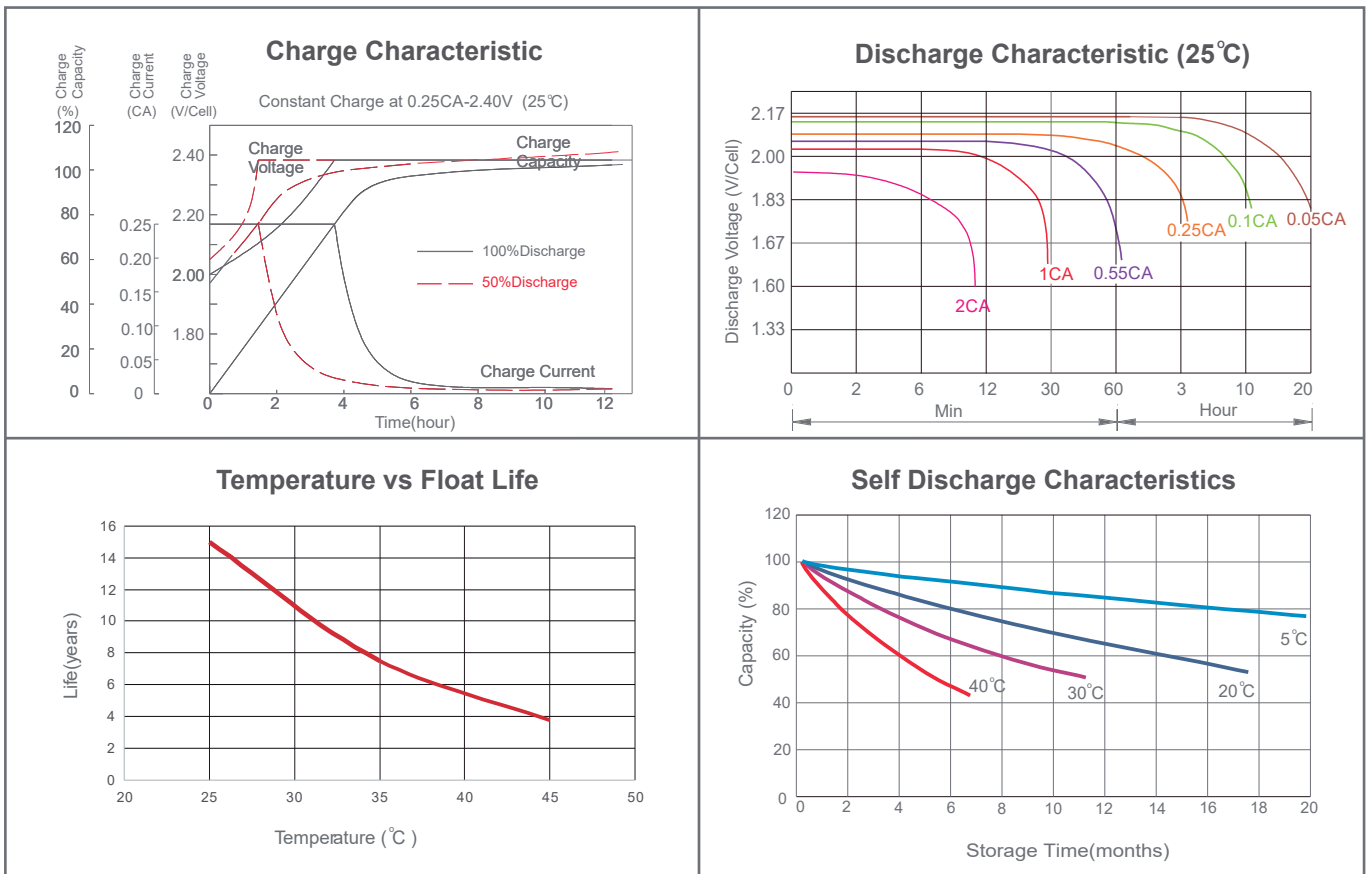 Charge Characteristic
Charge
Capacity
(%)
Charge
Current
(CA)
Charge
Voltage
(V/Cell)
Constant Charge at 0.25CA-2.40V (25℃)
120
100
80
60
40
20
0
0.25
0.20
0.15
0.10
0.05
0
2.40
2.20
2.00
1.80
Charge
Voltage
Charge
Capacity
100%Discharge
50%Discharge
Charge Current
0 2 4 6 8 10 12
Time(hour)
Discharge Characteristic (25℃)
Discharge Voltage (V/Cell)
2.17
2.00
1.83
1.67
1.60
1.33
2CA
1CA
0.55CA
0.25CA
0.1CA
0.05CA
0 2 6 12 30 60 3 10 20
Min Hour
Temperature vs Float Life
Life(years)
16
14
12
10
8
6
4
2
0
20 25 30 35 40 45 50
Temperature (℃)
Self Discharge Characteristics
Capacity (%)
120
100
80
60
40
20
0
5℃
20℃
30℃
40℃
0 2 4 6 8 10 12 14 16 18 20
Storage Time(months)